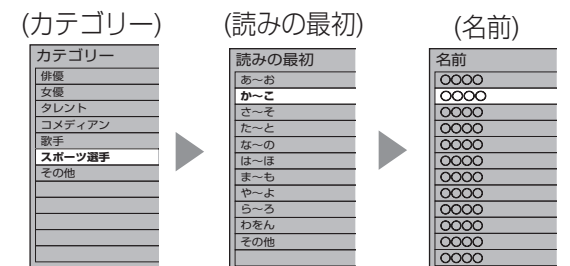 (カテゴリー)
カテゴリー
俳優
女優
タレント
コメディアン
歌手
スポーツ選手
その他
(読みの最初)
読みの最初
あ〜お
か〜こ
さ〜そ
た〜と
な〜の
は〜ほ
ま〜も
や〜よ
ら〜ろ
わをん
その他
(名前)
名前
○○○○
○○○○
○○○○
○○○○
○○○○
○○○○
○○○○
○○○○
○○○○
○○○○
○○○○
○○○○